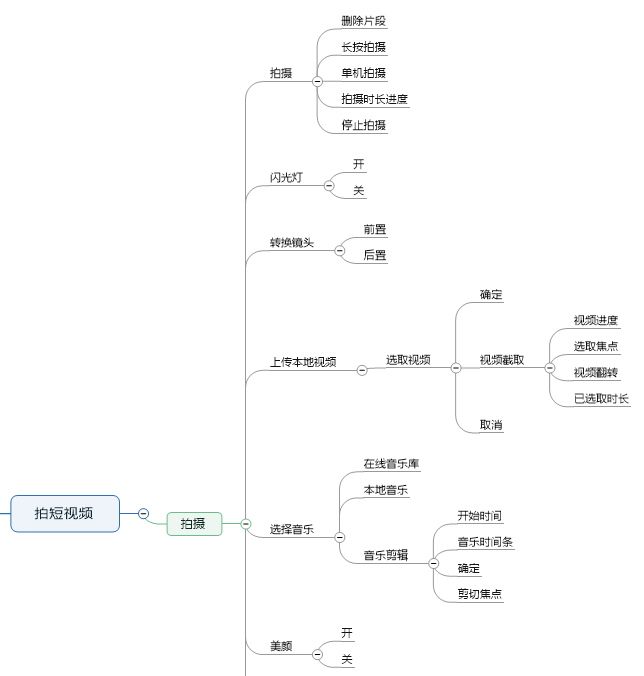 删除片段
长按拍摄
拍摄
单机拍摄
拍摄时长进度
停止拍摄
开
闪光灯
关
前置
转换镜头
后置
确定
视频进度
选取焦点
上传本地视频
选取视频
视频截取
视频翻转
已选取时长
取消
在线音乐库
本地音乐
开始时间
拍短视频
拍摄
选择音乐
音乐时间条
音乐剪辑
确定
剪切焦点
开
美颜
关